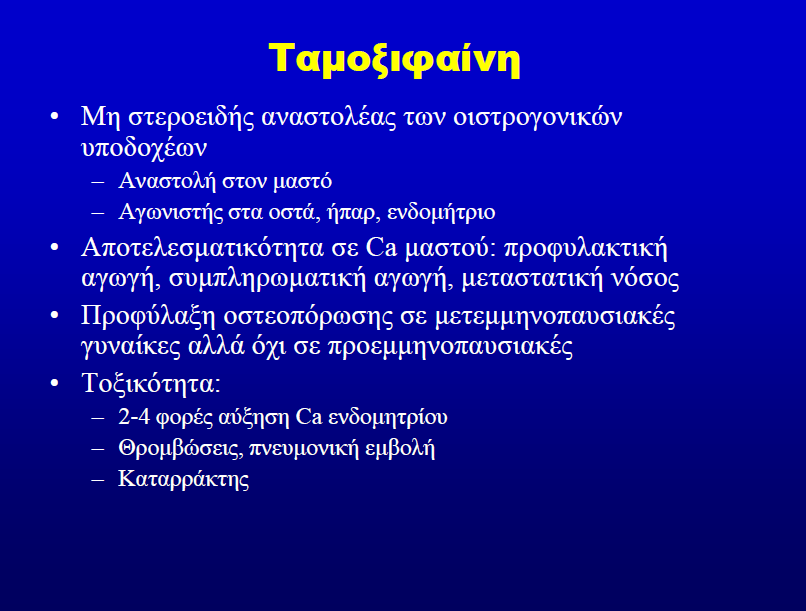 Ταμοξιφαίνη
• Μη στεροειδής αναστολέας των οιστρογονικών
υποδοχέων
– Αναστολή στον μαστό
– Αγωνιστής στα οστά, ήπαρ, ενδομήτριο
• Αποτελεσματικότητα σε Ca μαστού: προφυλακτική
αγωγή, συμπληρωματική αγωγή, μεταστατική νόσος
• Προφύλαξη οστεοπόρωσης σε μετεμμηνοπαυσιακές
γυναίκες αλλά όχι σε προεμμηνοπαυσιακές
• Τοξικότητα:
– 2-4 φορές αύξηση Ca ενδομητρίου
– Θρομβώσεις, πνευμονική εμβολή
– Καταρράκτης